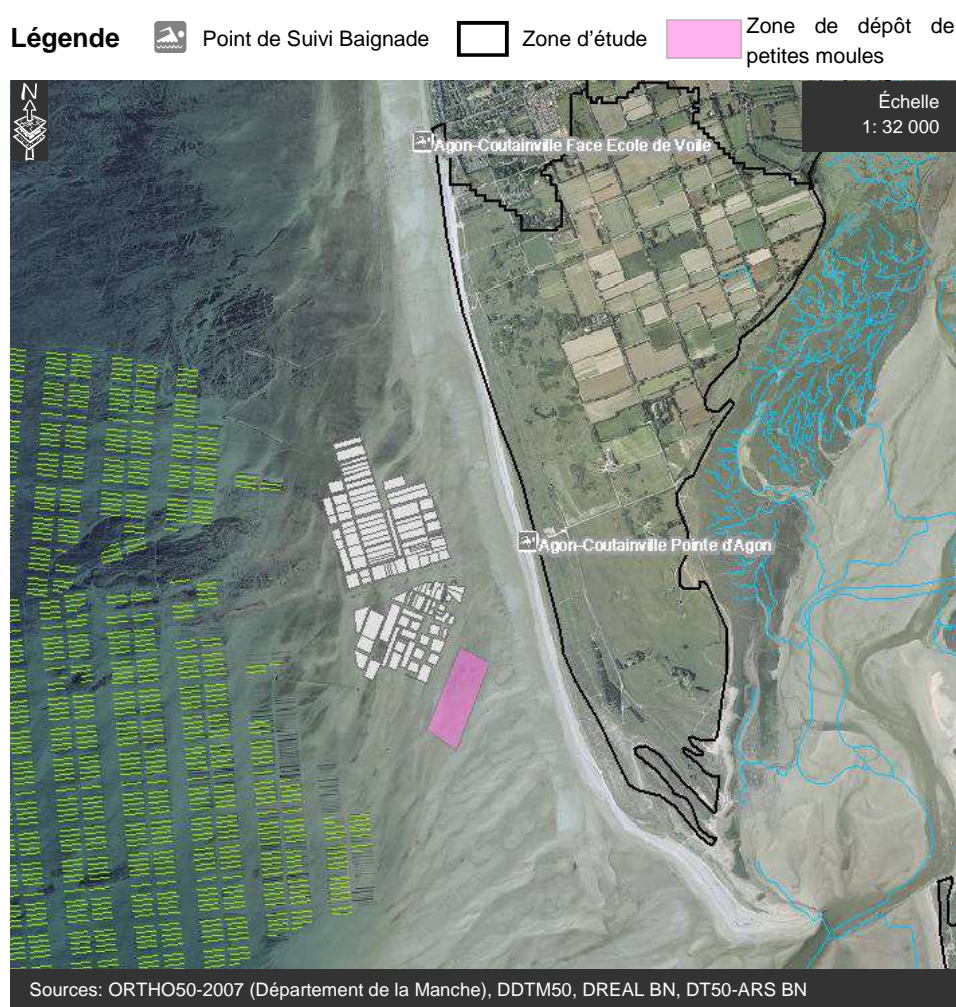 Légende
Point de Suivi Baignade
Zone d'étude
Zone de dépôt de
petites moules
N
Échelle
1: 32 000
Agon-Coutainville Face Ecole de Voile
Agon-Coutainville Pointe d'Agon
Sources: ORTHO50-2007 (Département de la Manche), DDTM50, DREAL BN, DT50-ARS BN